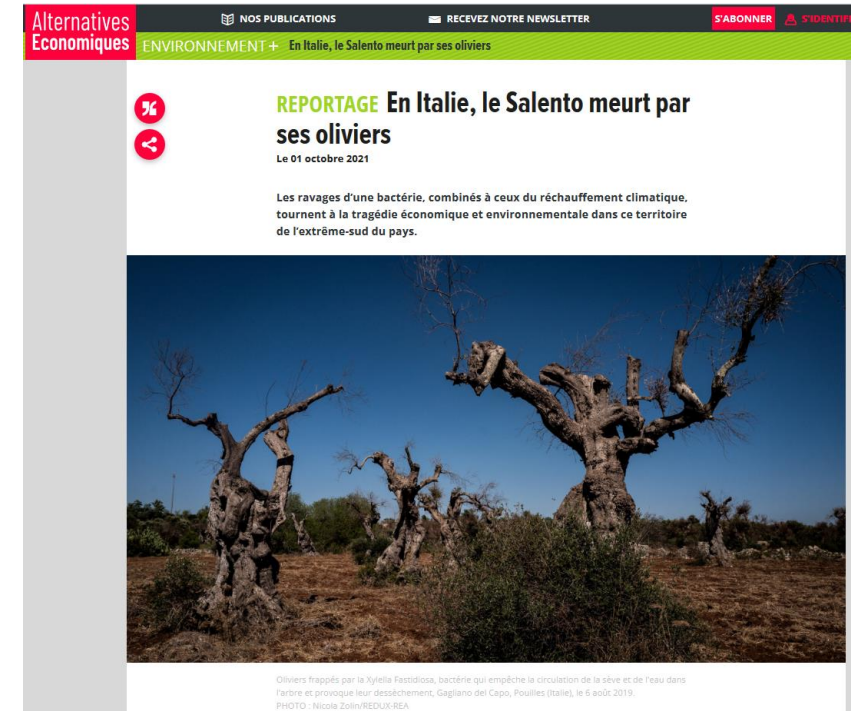 Alternatives
Economiques
NOS PUBLICATIONS
RECEVEZ NOTRE NEWSLETTER
S'ABONNER
S'IDENTIFI
ENVIRONNEMENT+ En Italie, le Salento meurt par ses oliviers
REPORTAGE En Italie, le Salento meurt par
ses oliviers
Le 01 octobre 2021
Les ravages d'une bactérie, combinés à ceux du réchauffement climatique,
tournent à la tragédie économique et environnementale dans ce territoire
de l'extrême-sud du pays.
Oliviers frappés par la Xylella Fastidiosa, bactérie qui empêche la circulation de la sève et de l'eau dans
l'arbre et provoque leur dessèchement, Gagliano del Capo, Pouilles (Italie), le 6 août 2019.
PHOTO : Nicola Zolin/REDUX-REA